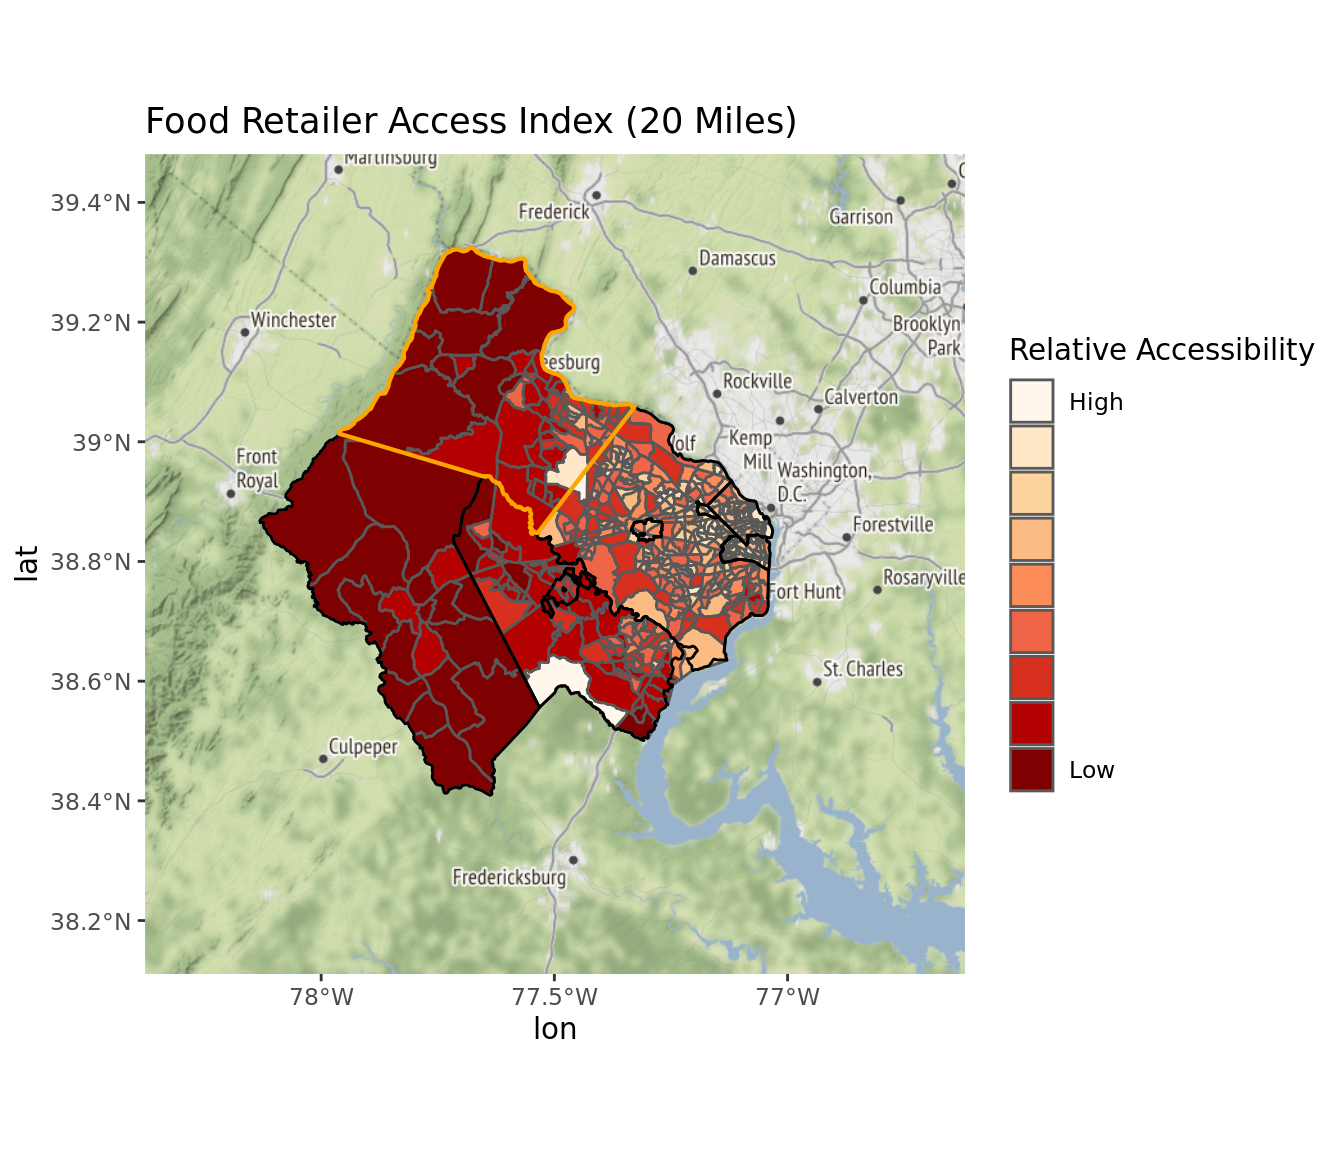 Food Retailer Access Index (20 Miles)
Martinsburg
Frederick
Garrison
Damascus
Columbia
Winchester
Brooklyn
Park
eesburg
Rockville
Calverton
olf
Kemp
Mill
Washington,
D.C.
Front
Royal
Forestville
Fort Hunt
Rosaryville
St. Charles
Culpeper
Fredericksburg
39.4°N
39.2°N
39°N
38.8°N
38.6°N
38.4°N
38.2°N
lat
78°W
77.5°W
77°W
lon
Relative Accessibility
High
Low